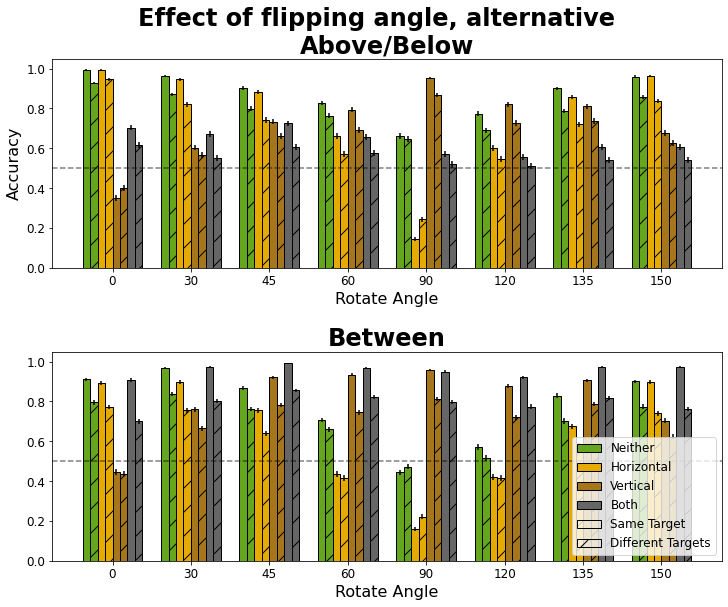 Effect of flipping angle, alternative
Above/Below
1.0
0.8
0.6
0.4
0.2
0.0
Accuracy
0 30 45 60 90 120 135 150
Rotate Angle
Between
1.0
0.8
0.6
0.4
0.2
0.0
Neither
Horizontal
Vertical
Both
Same Target
Different Targets
0 30 45 60 90 120 135 150
Rotate Angle